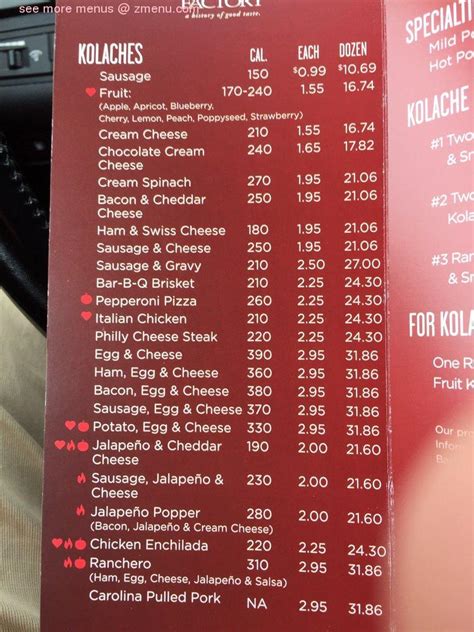 see more menus @ zmenu.com
FACTORY
a history of good taste.
KOLACHES CAL. EACH DOZEN
Sausage 150 $0.99 $10.69
Fruit: 170-240 1.55 16.74
(Apple, Apricot, Blueberry,
Cherry, Lemon, Peach, Poppyseed, Strawberry)
Cream Cheese 210 1.55 16.74
Chocolate Cream 240 1.65 17.82
Cheese
Cream Spinach 270 1.95 21.06
Bacon & Cheddar 250 1.95 21.06
Cheese
Ham & Swiss Cheese 180 1.95 21.06
Sausage & Cheese 250 1.95 21.06
Sausage & Gravy 210 2.50 27.00
Bar-B-Q Brisket 210 2.25 24.30
Pepperoni Pizza 260 2.25 24.30
Italian Chicken 210 2.25 24.30
Philly Cheese Steak 220 2.25 24.30
Egg & Cheese 390 2.95 31.86
Ham, Egg & Cheese 360 2.95 31.86
Bacon, Egg & Cheese 380 2.95 31.86
Sausage, Egg & Cheese 370 2.95 31.86
Potato, Egg & Cheese 330 2.95 31.86
Jalapeño & Cheddar 190 2.00 21.60
Cheese
Sausage, Jalapeño & 230 2.00 21.60
Cheese
Jalapeño Popper 280 2.00 21.60
(Bacon, Jalapeño & Cream Cheese)
Chicken Enchilada 220 2.25 24.30
Ranchero 310 2.95 31.86
(Ham, Egg, Cheese, Jalapeño & Salsa)
Carolina Pulled Pork NA 2.95 31.86
SPECIALTI
Mild P
Hot Po
KOLACHE
#1 Two
& Sm
#2 Two
Kola
#3 Ran
& Sm
FOR KOLA
One R
Fruit K
Our pro
Inform
Ba